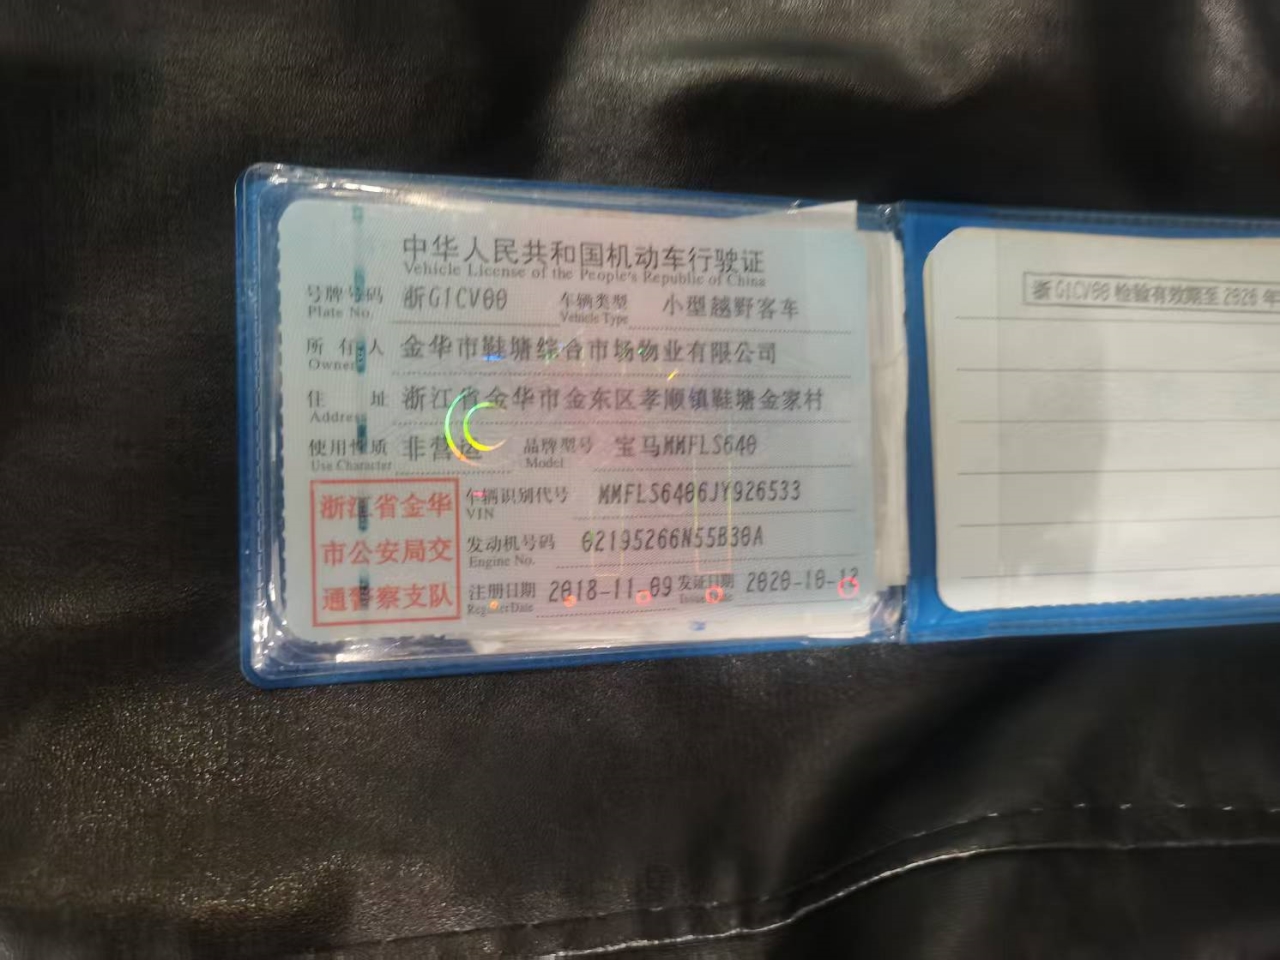 中华人民共和国机动车行驶证
Vehicle License of the People's Republic of China
号牌号码 浙G1CV00 车辆类型 小型越野客车
Plate No. Vehicle Type
所有人 金华市鞋塘综合市场物业有限公司
Owner
住址 浙江省金华市金东区孝顺镇鞋塘金家村
Address
使用性质 非营运 品牌型号 宝马MMFLS640
Use Character Model
浙江省金华
市公安局交
通警察支队
车辆识别代号 MMFLS6406JY926533
VIN
发动机号码 02195266N55B30A
Engine No.
注册日期 2018-11-09 发证日期 2020-10-12
Register Date Issue Date
浙G1CV00 检验有效期至 2020 年